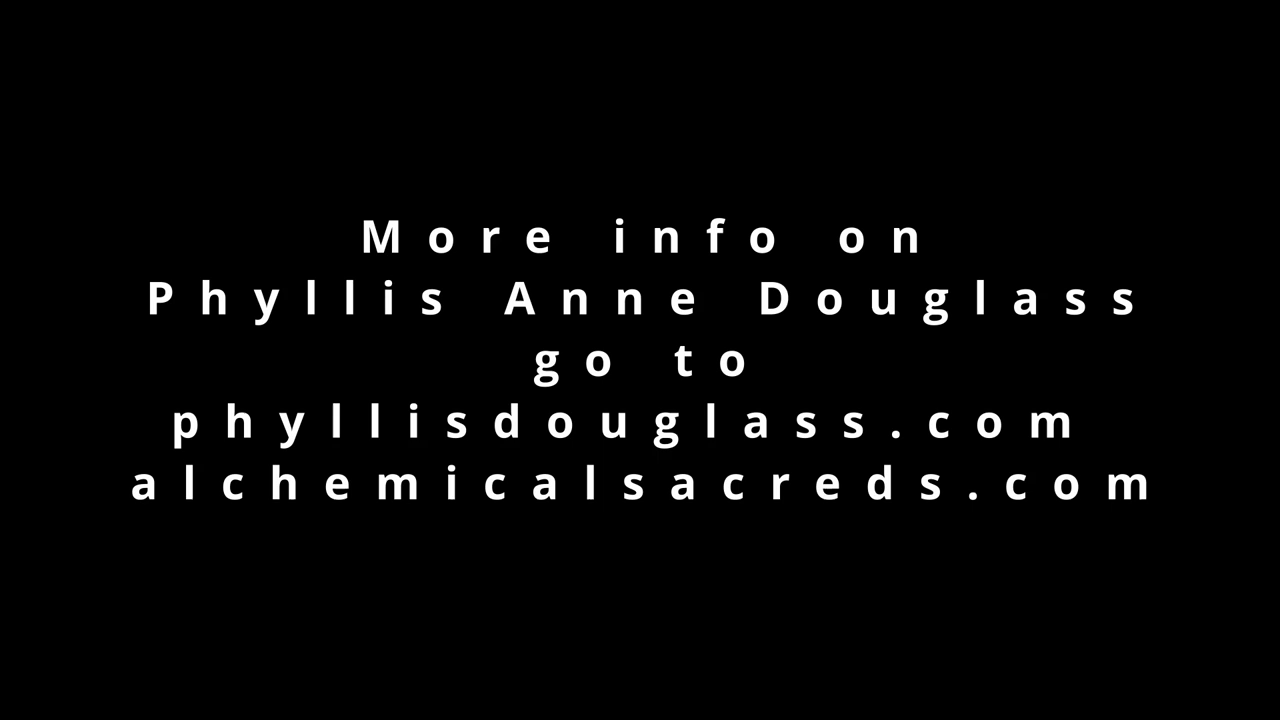 More info on
Phyllis Anne Douglass
go to
phyllisdouglass.com
alchemicalsacreds.com